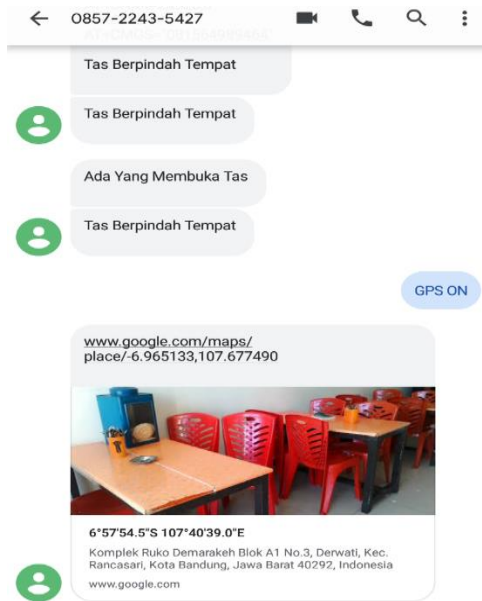 0857-2243-5427
Tas Berpindah Tempat
Tas Berpindah Tempat
Ada Yang Membuka Tas
Tas Berpindah Tempat
GPS ON
www.google.com/maps/
place/-6.965133,107.677490
6°57'54.5"S 107°40'39.0"E
Komplek Ruko Demarakeh Blok A1 No.3, Derwati, Kec.
Rancasari, Kota Bandung, Jawa Barat 40292, Indonesia
www.google.com